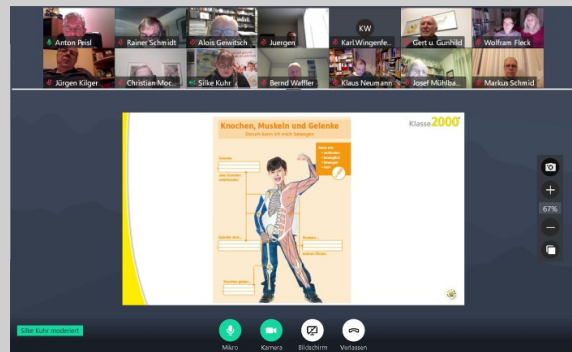 KW
Anton Peisl
Rainer Schmidt
Alois Gewitsch
Juergen
Karl Wingenfe...
Gert u. Gunhild
Wolfram Fleck
Jürgen Kilger
Christian Moc...
Silke Kuhr
Bernd Waffler
Klaus Neumann
Josef Mühlba...
Markus Schmid
Klasse2000
Knochen, Muskeln und Gelenke
Darum kann ich mich bewegen
67%
Silke Kuhr moderiert
Mikro
Kamera
Bildschirm
Verlassen